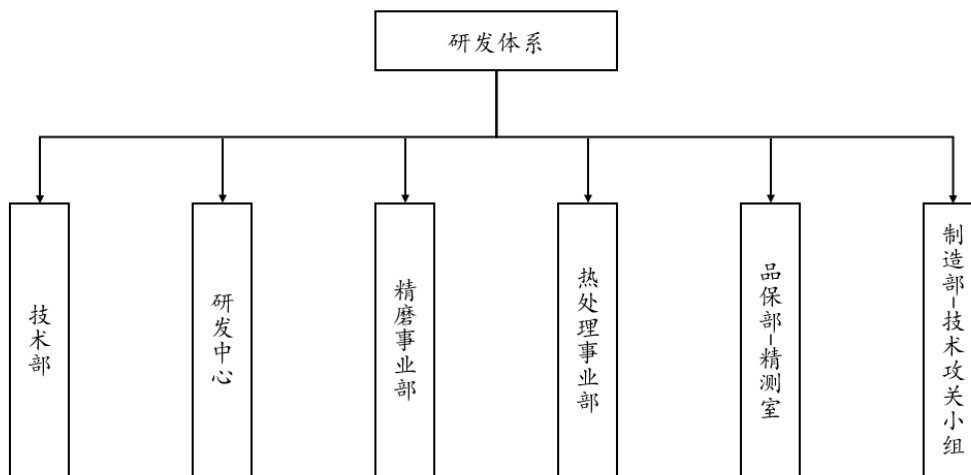 研发体系
技术部
研发中心
精磨事业部
热处理事业部
品保部-精测室
制造部-技术攻关小组